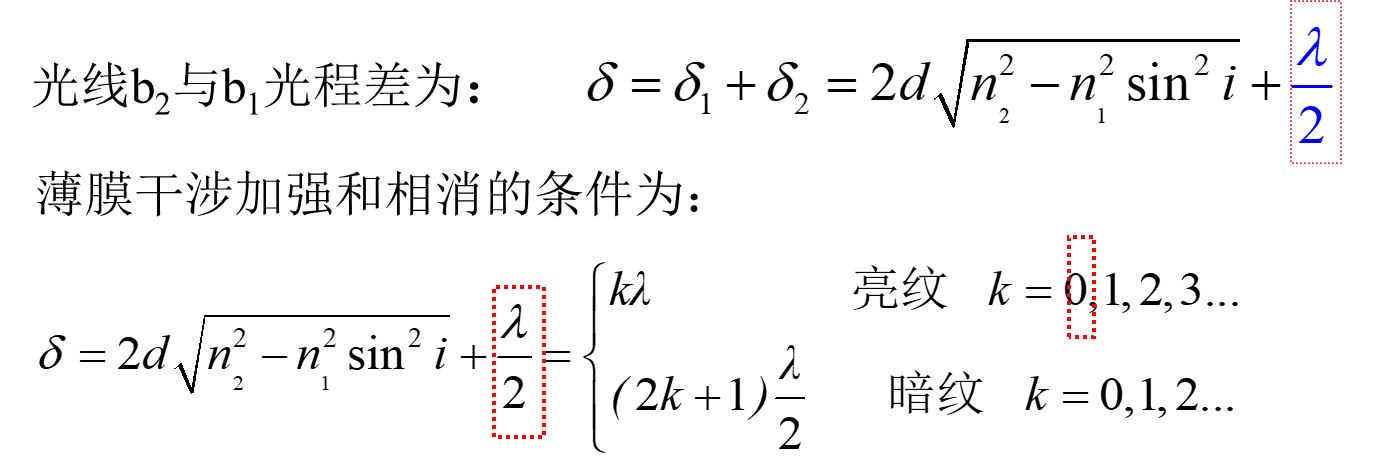 光线b₂与b₁光程差为： δ = δ₁ + δ₂ = 2d√(n₂² − n₁² sin² i) + λ/2
薄膜干涉加强和相消的条件为：
δ = 2d√(n₂² − n₁² sin² i) + λ/2 = { kλ 亮纹 k = 0,1,2,3...
(2k+1)λ/2 暗纹 k = 0,1,2...